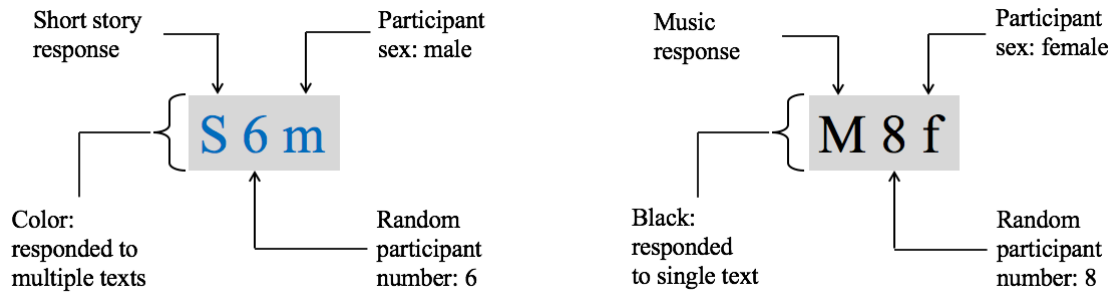 Short story
response
Participant
sex: male
S 6 m
Color:
responded to
multiple texts
Random
participant
number: 6
Music
response
Participant
sex: female
M 8 f
Black:
responded
to single text
Random
participant
number: 8